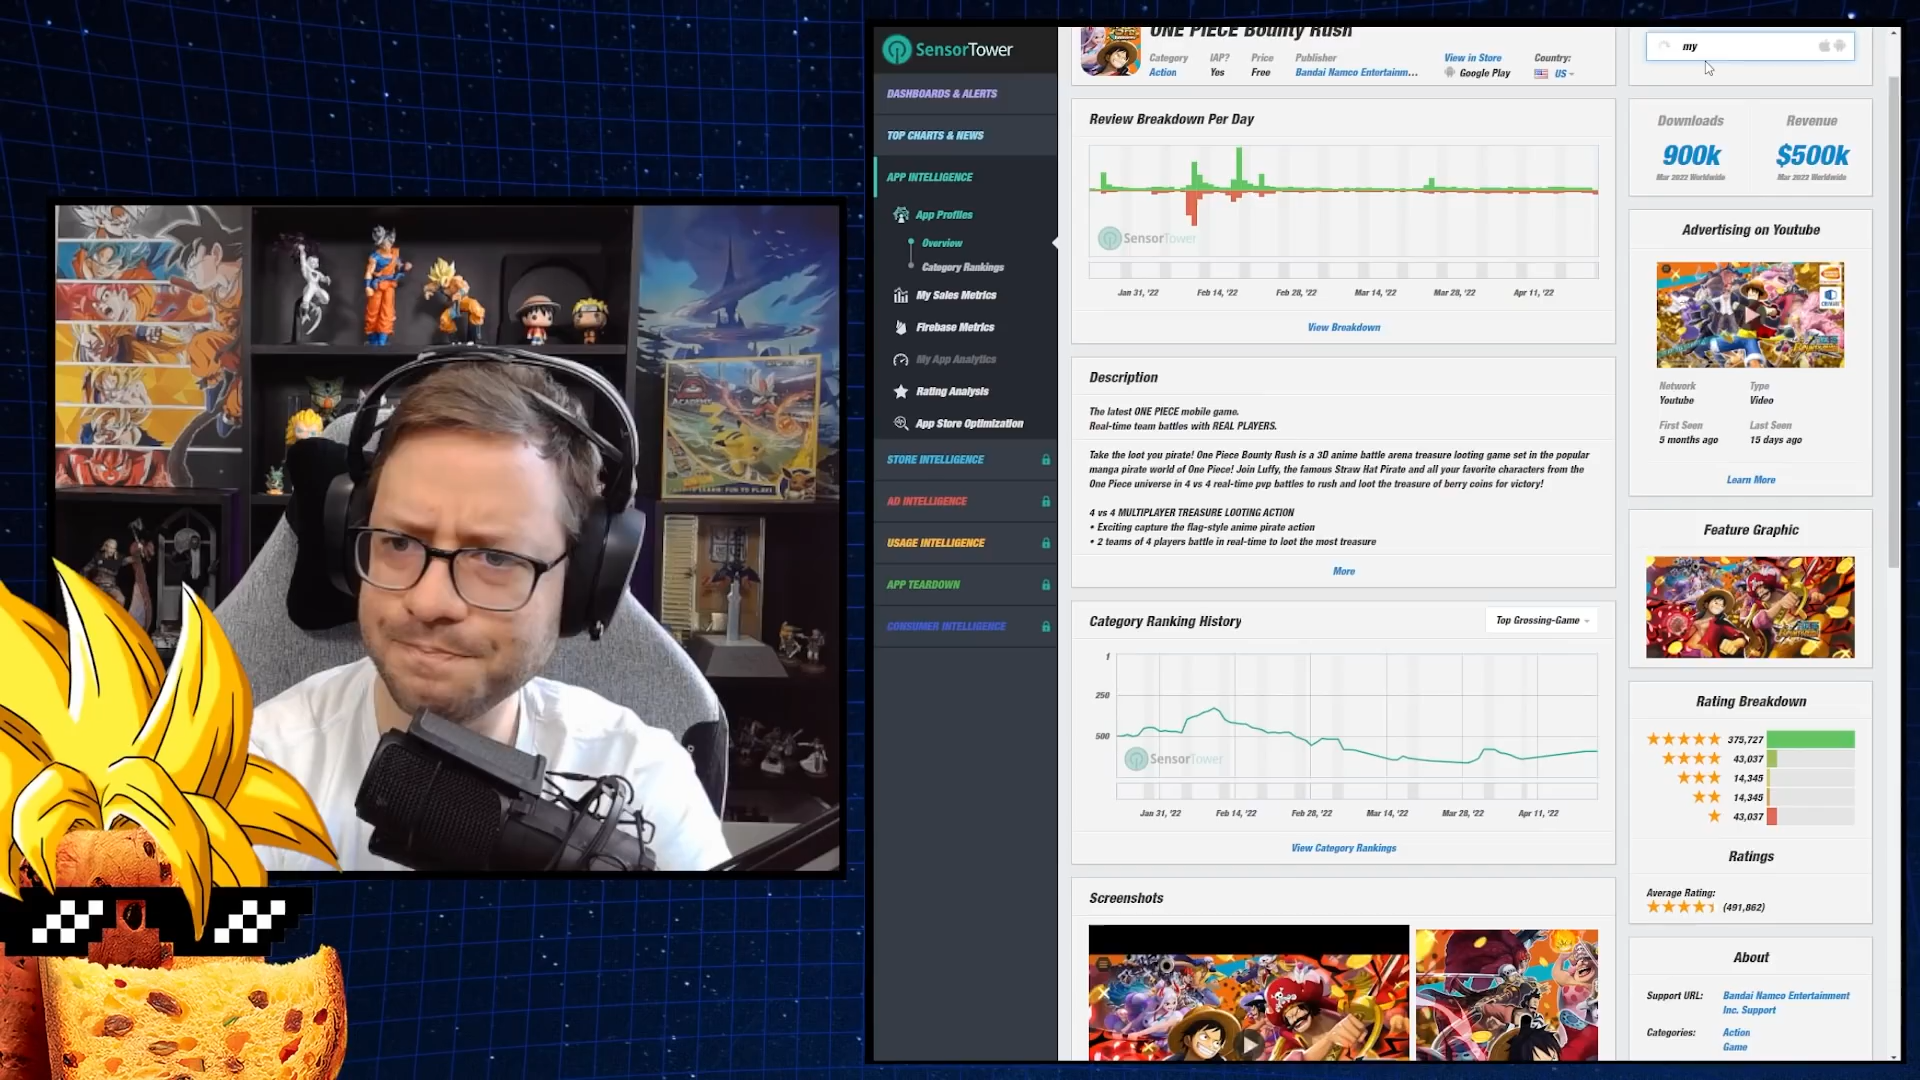 SensorTower
DASHBOARDS & ALERTS
TOP CHARTS & NEWS
APP INTELLIGENCE
App Profiles
Overview
Category Rankings
My Sales Metrics
Firebase Metrics
My App Analytics
Rating Analysis
App Store Optimization
STORE INTELLIGENCE
AD INTELLIGENCE
USAGE INTELLIGENCE
APP TEARDOWN
CONSUMER INTELLIGENCE
ONE PIECE Bounty Rush
Category IAP? Price Publisher View in Store Country:
Action Yes Free Bandai Namco Entertainm... Google Play US
Review Breakdown Per Day
SensorTower
Jan 31, '22 Feb 14, '22 Feb 28, '22 Mar 14, '22 Mar 28, '22 Apr 11, '22
View Breakdown
Description
The latest ONE PIECE mobile game.
Real-time team battles with REAL PLAYERS.
Take the loot you pirate! One Piece Bounty Rush is a 3D anime battle arena treasure looting game set in the popular
manga pirate world of One Piece! Join Luffy, the famous Straw Hat Pirate and all your favorite characters from the
One Piece universe in 4 vs 4 real-time pvp battles to rush and loot the treasure of berry coins for victory!
4 vs 4 MULTIPLAYER TREASURE LOOTING ACTION
• Exciting capture the flag-style anime pirate action
• 2 teams of 4 players battle in real-time to loot the most treasure
More
Category Ranking History
Top Grossing-Game
1
250
500
SensorTower
Jan 31, '22 Feb 14, '22 Feb 28, '22 Mar 14, '22 Mar 28, '22 Apr 11, '22
View Category Rankings
Screenshots
my
Downloads Revenue
900k $500k
Mar 2022 Worldwide Mar 2022 Worldwide
Advertising on Youtube
Network Type
Youtube Video
First Seen Last Seen
5 months ago 15 days ago
Learn More
Feature Graphic
Rating Breakdown
375,727
43,037
14,345
14,345
43,037
Ratings
Average Rating:
(491,862)
About
Support URL: Bandai Namco Entertainment
Inc. Support
Categories: Action
Game
ACADEMY